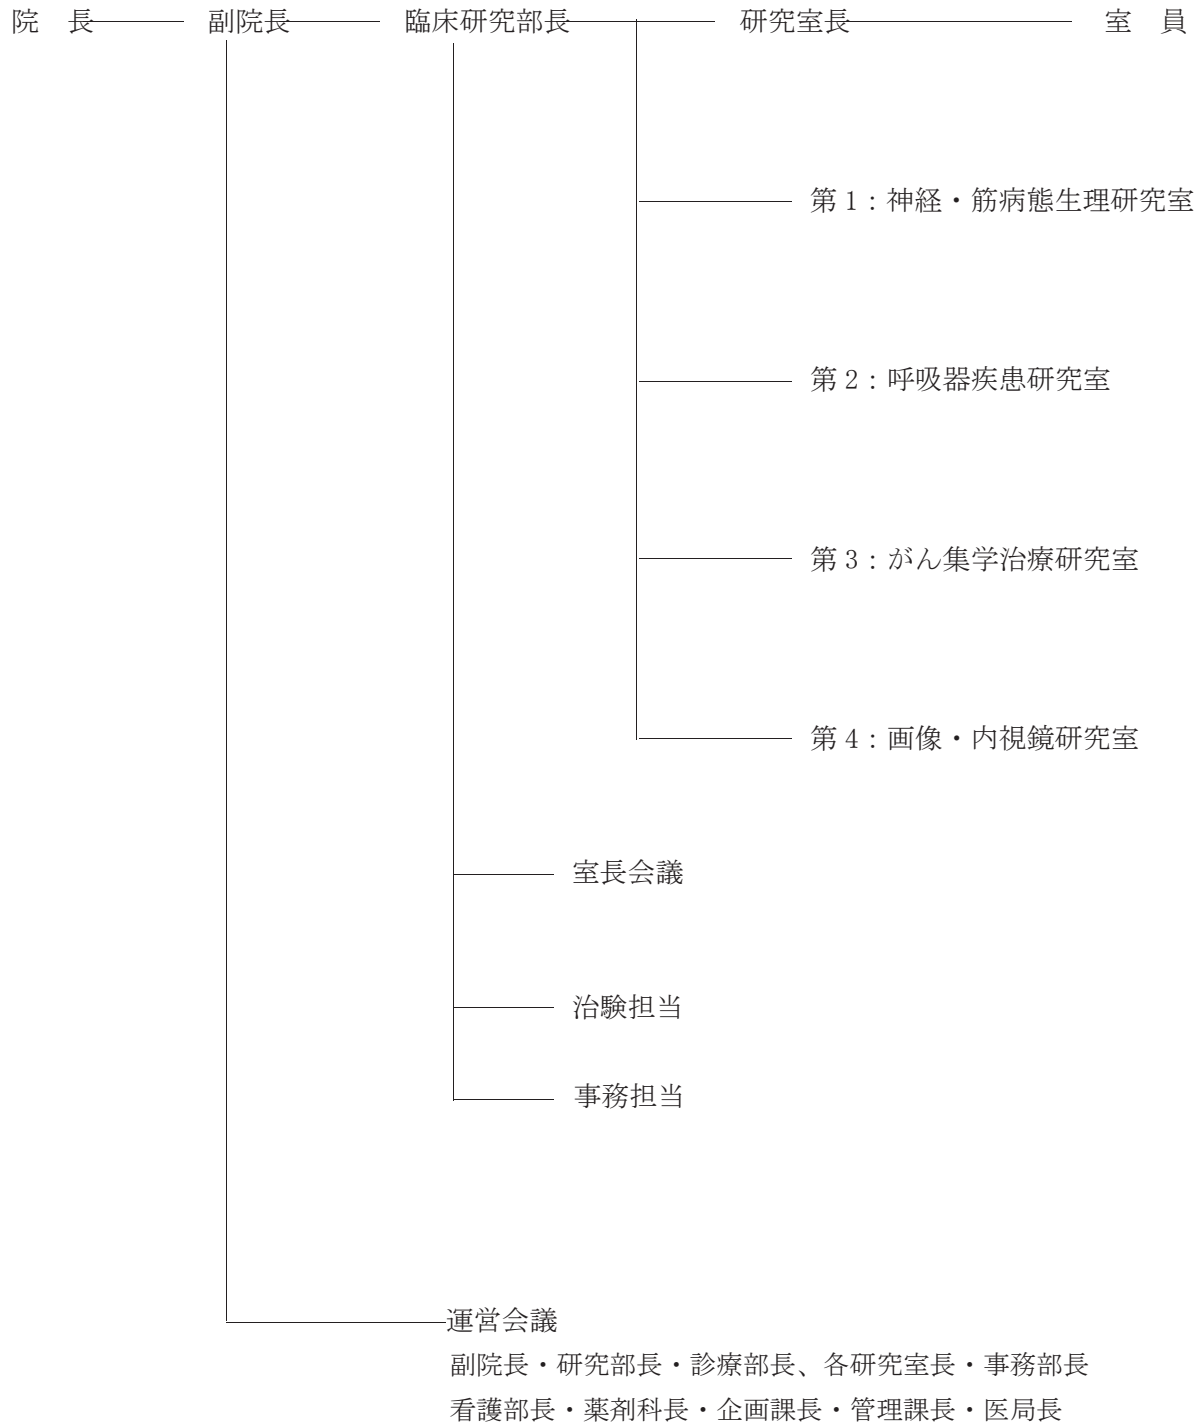 院　長 副院長 臨床研究部長 研究室長 室　員
第1：神経・筋病態生理研究室
第2：呼吸器疾患研究室
第3：がん集学治療研究室
第4：画像・内視鏡研究室
室長会議
治験担当
事務担当
運営会議
副院長・研究部長・診療部長、各研究室長・事務部長
看護部長・薬剤科長・企画課長・管理課長・医局長